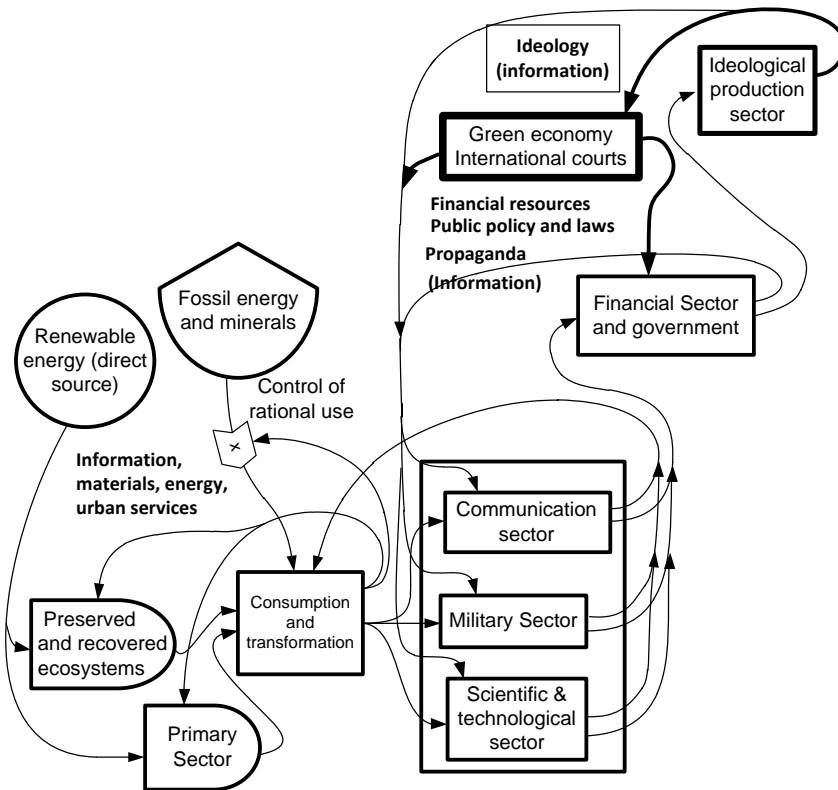 Ideology
(information)
Ideological
production
sector
Green economy
International courts
Financial resources
Public policy and laws
Propaganda
(Information)
Financial Sector
and government
Fossil energy
and minerals
Renewable
energy (direct
source)
Control of
rational use
x
Information,
materials, energy,
urban services
Communication
sector
Consumption
and
transformation
Preserved
and recovered
ecosystems
Military Sector
Scientific &
technological
sector
Primary
Sector